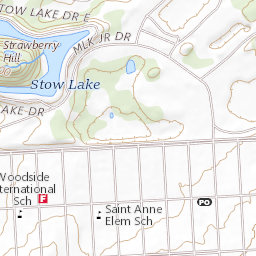 STOW LAKE DR E
Strawberry
Hill
MLK JR DR
Stow Lake
LAKE DR
Woodside
International
Sch
F
PO
Saint Anne
Elem Sch